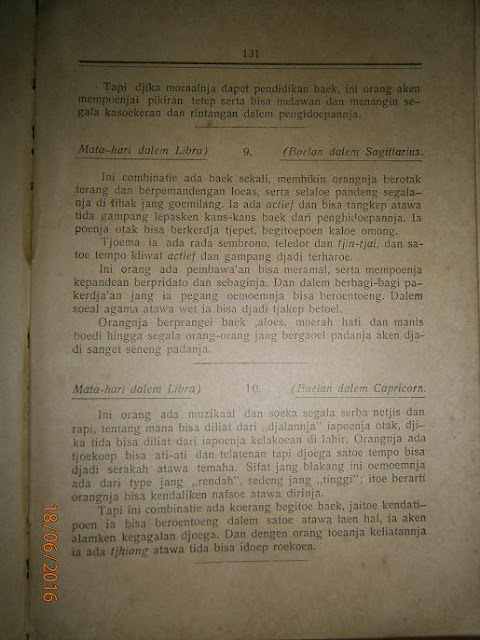 131
Tapi djika moraalnja dapet pendidikan baek, ini orang aken
mempoenjai pikiran tetep serta bisa melawan dan menangin se-
gala kasoekeran dan rintangan dalem pengidoepannja.
Mata-hari dalem Libra) 9. (Boelan dalem Sagittarius.
Ini combinatie ada baek sekali, membikin orangnja berotak
terang dan berpemandengan loeas, serta selaloe pandeng segala-
nja di fihak jang goemilang. Ia ada actief dan bisa tangkep atawa
tida gampang lepasken kans-kans baek dari penghidoepannja. Ia
poenja otak bisa berkerdja tjepet, begitoepoen kaloe omong.
Tjoema ia ada rada sembrono, teledor dan tjin-tjai, dan sa-
toe tempo kliwat actief dan gampang djadi terharoe.
Ini orang ada pembawa'an bisa meramal, serta mempoenja
kepandean berpridato dan sebaginja. Dan dalem berbagi-bagi pa-
kerdja'an jang ia pegang oemoemnja bisa beroentoeng. Dalem
soeal agama atawa wet ia bisa djadi tjakep betoel.
Orangnja berprangei baek ,aloes, moerah hati dan manis
boedi hingga segala orang-orang jang bergaoel padanja aken dja-
di sanget seneng padanja.
Mata-hari dalem Libra) 10. (Boelan dalem Capricorn.
Ini orang ada muzikaal dan soeka segala serba netjis dan
rapi, tentang mana bisa diliat dari „djalannja" iapoenja otak, dji-
ka tida bisa diliat dari iapoenja kelakoean di lahir. Orangnja ada
tjoekoep bisa ati-ati dan telatenan tapi djoega satoe tempo bisa
djadi serakah atawa temaha. Sifat jang blakang ini oemoemnja
ada dari type jang „rendah", sedeng jang „tinggi": itoe berarti
orangnja bisa kendaliken nafsoe atawa dirinja.
Tapi ini combinatie ada koerang begitoe baek, jaitoe kendati-
poen ia bisa beroentoeng dalem satoe atawa laen hal, ia aken
alamken kegagalan djoega. Dan dengen orang toeanja keliatannja
ia ada tjhiong atawa tida bisa idoep roekoen.
18/06/2016